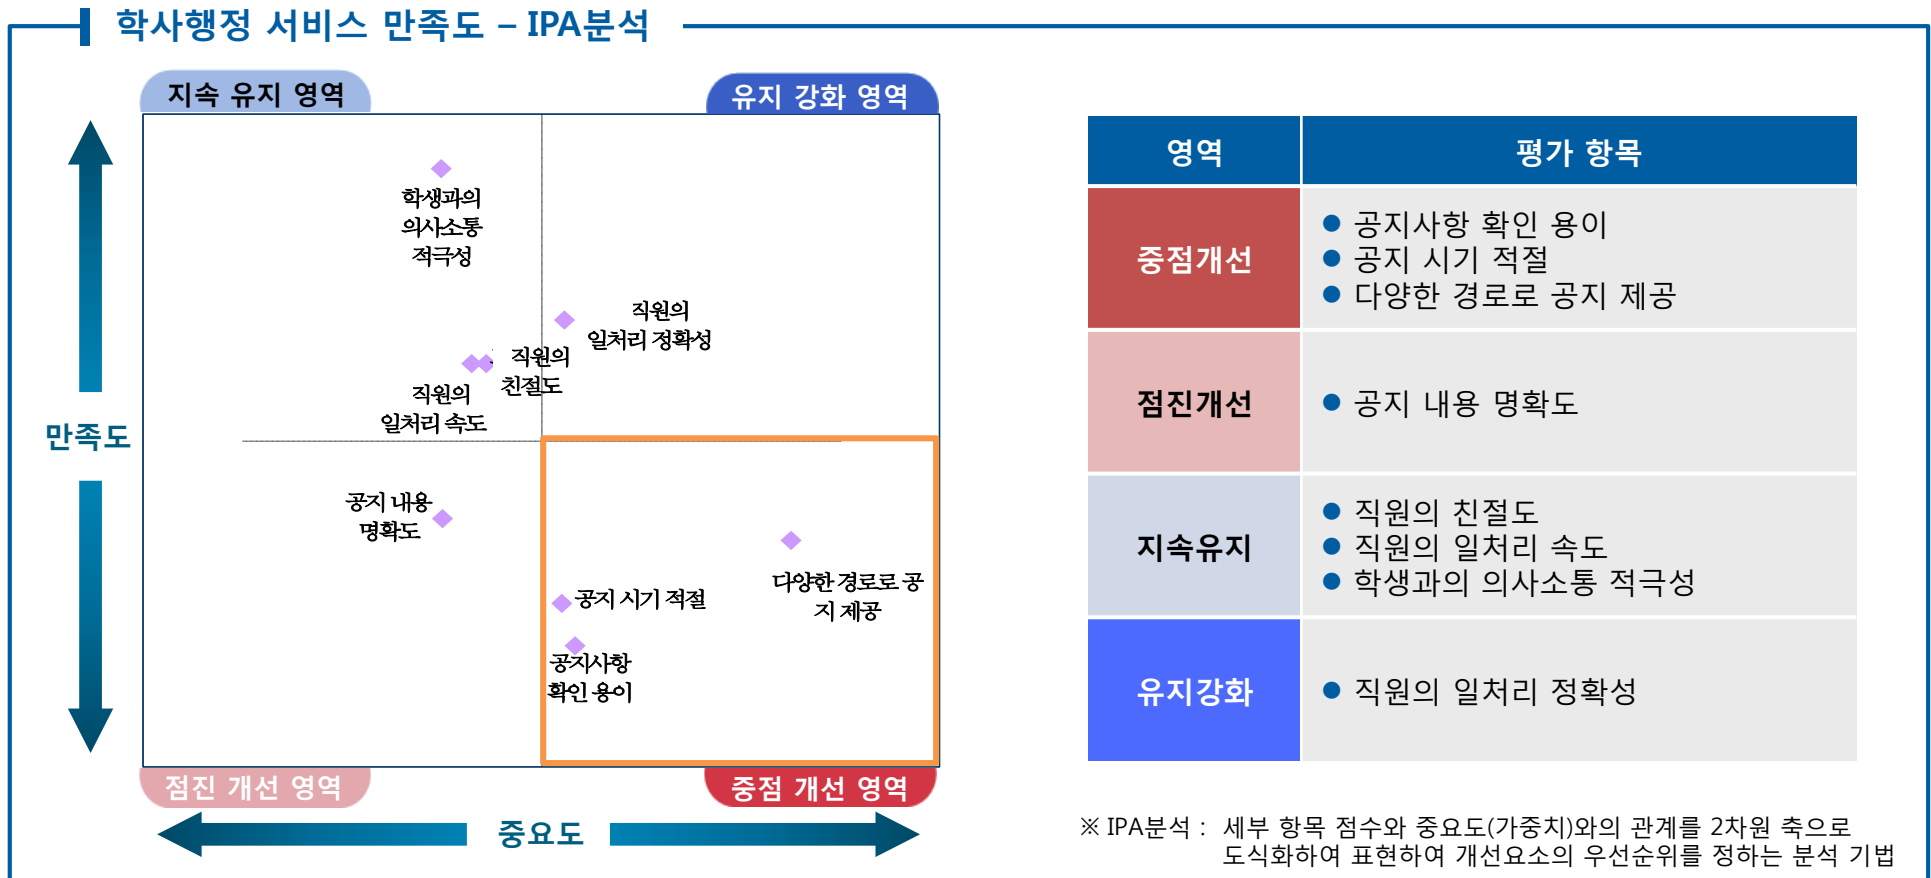 학사행정 서비스 만족도 – IPA분석
지속 유지 영역
유지 강화 영역
학생과의
의사소통
적극성
직원의
일처리 정확성
직원의
친절도
직원의
일처리 속도
만족도
공지 내용
명확도
다양한 경로로 공
지 제공
공지 시기 적절
공지사항
확인 용이
점진 개선 영역
중점 개선 영역
중요도
영역
평가 항목
중점개선
● 공지사항 확인 용이
● 공지 시기 적절
● 다양한 경로로 공지 제공
점진개선
● 공지 내용 명확도
지속유지
● 직원의 친절도
● 직원의 일처리 속도
● 학생과의 의사소통 적극성
유지강화
● 직원의 일처리 정확성
※ IPA분석 : 세부 항목 점수와 중요도(가중치)와의 관계를 2차원 축으로
도식화하여 표현하여 개선요소의 우선순위를 정하는 분석 기법